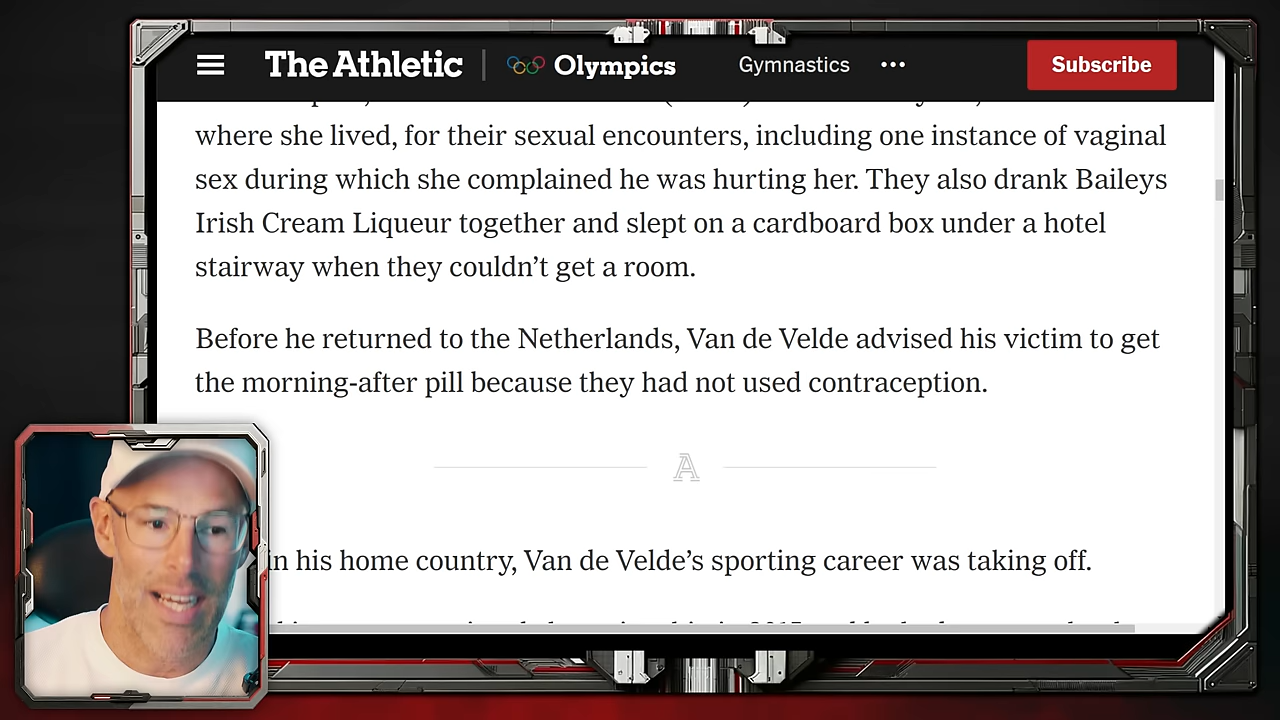 The Athletic
Olympics
Gymnastics
Subscribe
where she lived, for their sexual encounters, including one instance of vaginal
sex during which she complained he was hurting her. They also drank Baileys
Irish Cream Liqueur together and slept on a cardboard box under a hotel
stairway when they couldn’t get a room.
Before he returned to the Netherlands, Van de Velde advised his victim to get
the morning-after pill because they had not used contraception.
A
in his home country, Van de Velde’s sporting career was taking off.